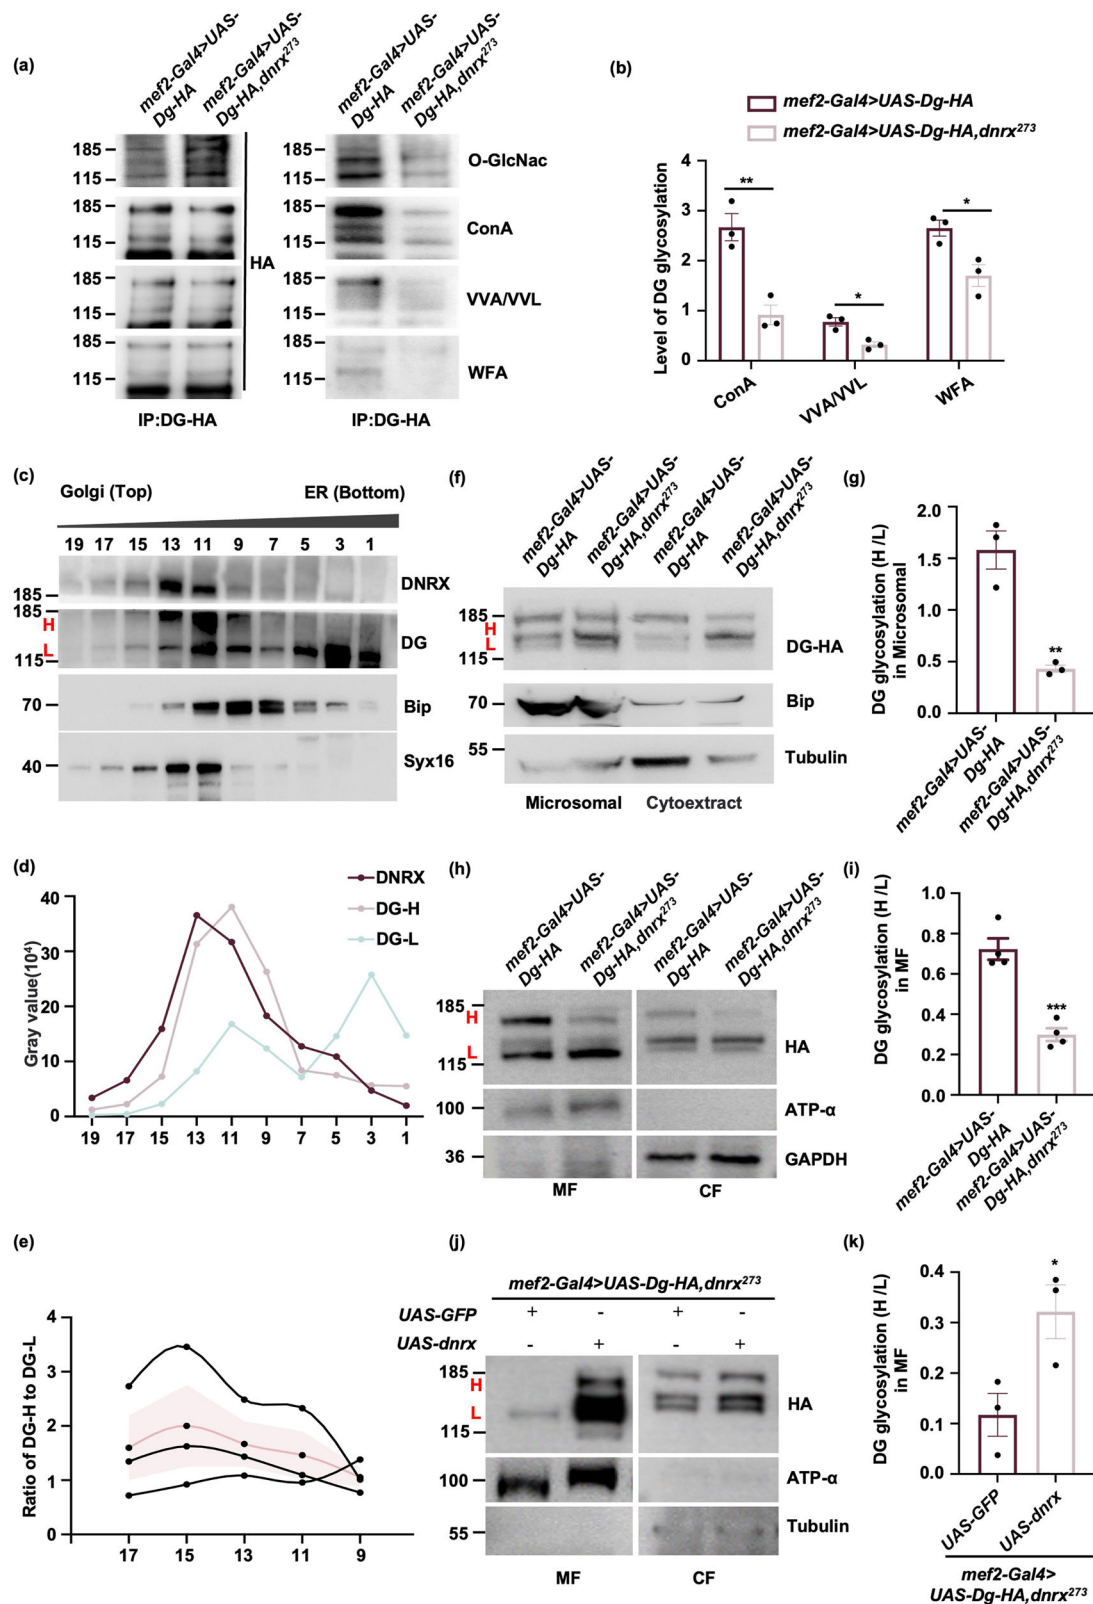 (a)
mef2-Gal4>UAS-
Dg-HA
mef2-Gal4>UAS-
Dg-HA,dnrx273
mef2-Gal4>UAS-
Dg-HA
mef2-Gal4>UAS-
Dg-HA,dnrx273
185
115
185
115
O-GlcNac
185
115
185
115
ConA
HA
185
115
185
115
VVA/VVL
185
115
185
115
WFA
IP:DG-HA
IP:DG-HA
(b)
mef2-Gal4>UAS-Dg-HA
mef2-Gal4>UAS-Dg-HA,dnrx273
Level of DG glycosylation
4
3
2
1
0
**
*
*
ConA
VVA/VVL
WFA
(c)
Golgi (Top)
ER (Bottom)
19 17 15 13 11 9 7 5 3 1
185
DNRX
185
H
L
115
DG
70
Bip
40
Syx16
(f)
mef2-Gal4>UAS-
Dg-HA
mef2-Gal4>UAS-
Dg-HA,dnrx273
mef2-Gal4>UAS-
Dg-HA
mef2-Gal4>UAS-
Dg-HA,dnrx273
185
H
L
115
DG-HA
70
Bip
55
Tubulin
Microsomal
Cytoextract
(g)
DG glycosylation (H /L)
in Microsomal
2.0
1.5
1.0
0.5
0.0
**
mef2-Gal4>UAS-
Dg-HA
mef2-Gal4>UAS-
Dg-HA,dnrx273
(d)
DNRX
DG-H
DG-L
Gray value(104)
40
30
20
10
0
19 17 15 13 11 9 7 5 3 1
(h)
mef2-Gal4>UAS-
Dg-HA
mef2-Gal4>UAS-
Dg-HA,dnrx273
mef2-Gal4>UAS-
Dg-HA
mef2-Gal4>UAS-
Dg-HA,dnrx273
185
H
L
115
HA
100
ATP-α
36
GAPDH
MF
CF
(i)
DG glycosylation (H /L)
in MF
1.0
0.8
0.6
0.4
0.2
0.0
***
mef2-Gal4>UAS-
Dg-HA
mef2-Gal4>UAS-
Dg-HA,dnrx273
(e)
Ratio of DG-H to DG-L
4
3
2
1
0
17 15 13 11 9
(j)
mef2-Gal4>UAS-Dg-HA,dnrx273
UAS-GFP + - + -
UAS-dnrx - + - +
185
H
L
115
HA
100
ATP-α
55
Tubulin
MF
CF
(k)
DG glycosylation (H /L)
in MF
0.4
0.3
0.2
0.1
0.0
*
UAS-GFP
UAS-dnrx
mef2-Gal4>
UAS-Dg-HA,dnrx273